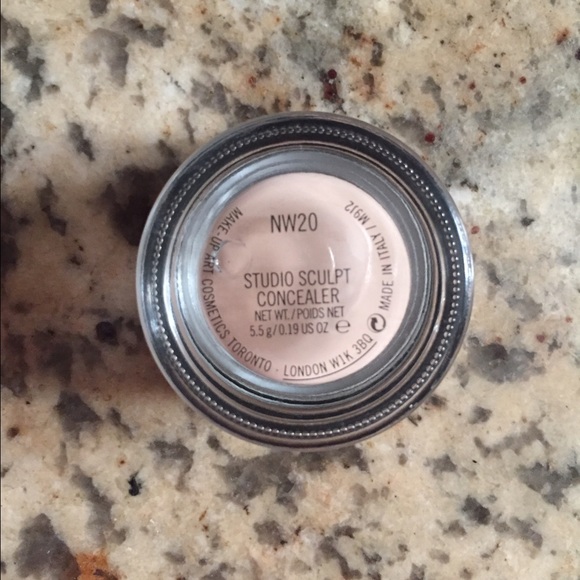 NW20
STUDIO SCULPT
CONCEALER
NET WT./POIDS NET
5.5 g/0.19 US OZ ℮
MAKE-UP ART COSMETICS TORONTO · LONDON W1K 3BQ
MADE IN ITALY / M912